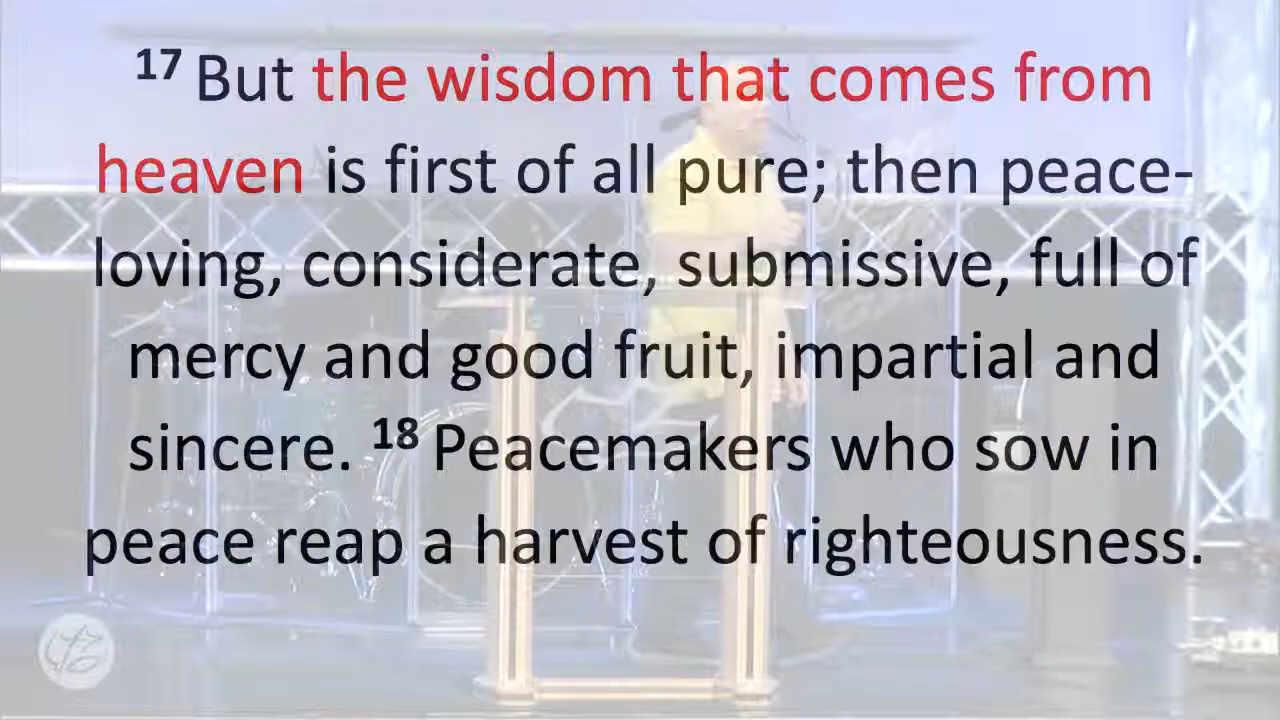 17 But the wisdom that comes from
heaven is first of all pure; then peace-
loving, considerate, submissive, full of
mercy and good fruit, impartial and
sincere. 18 Peacemakers who sow in
peace reap a harvest of righteousness.